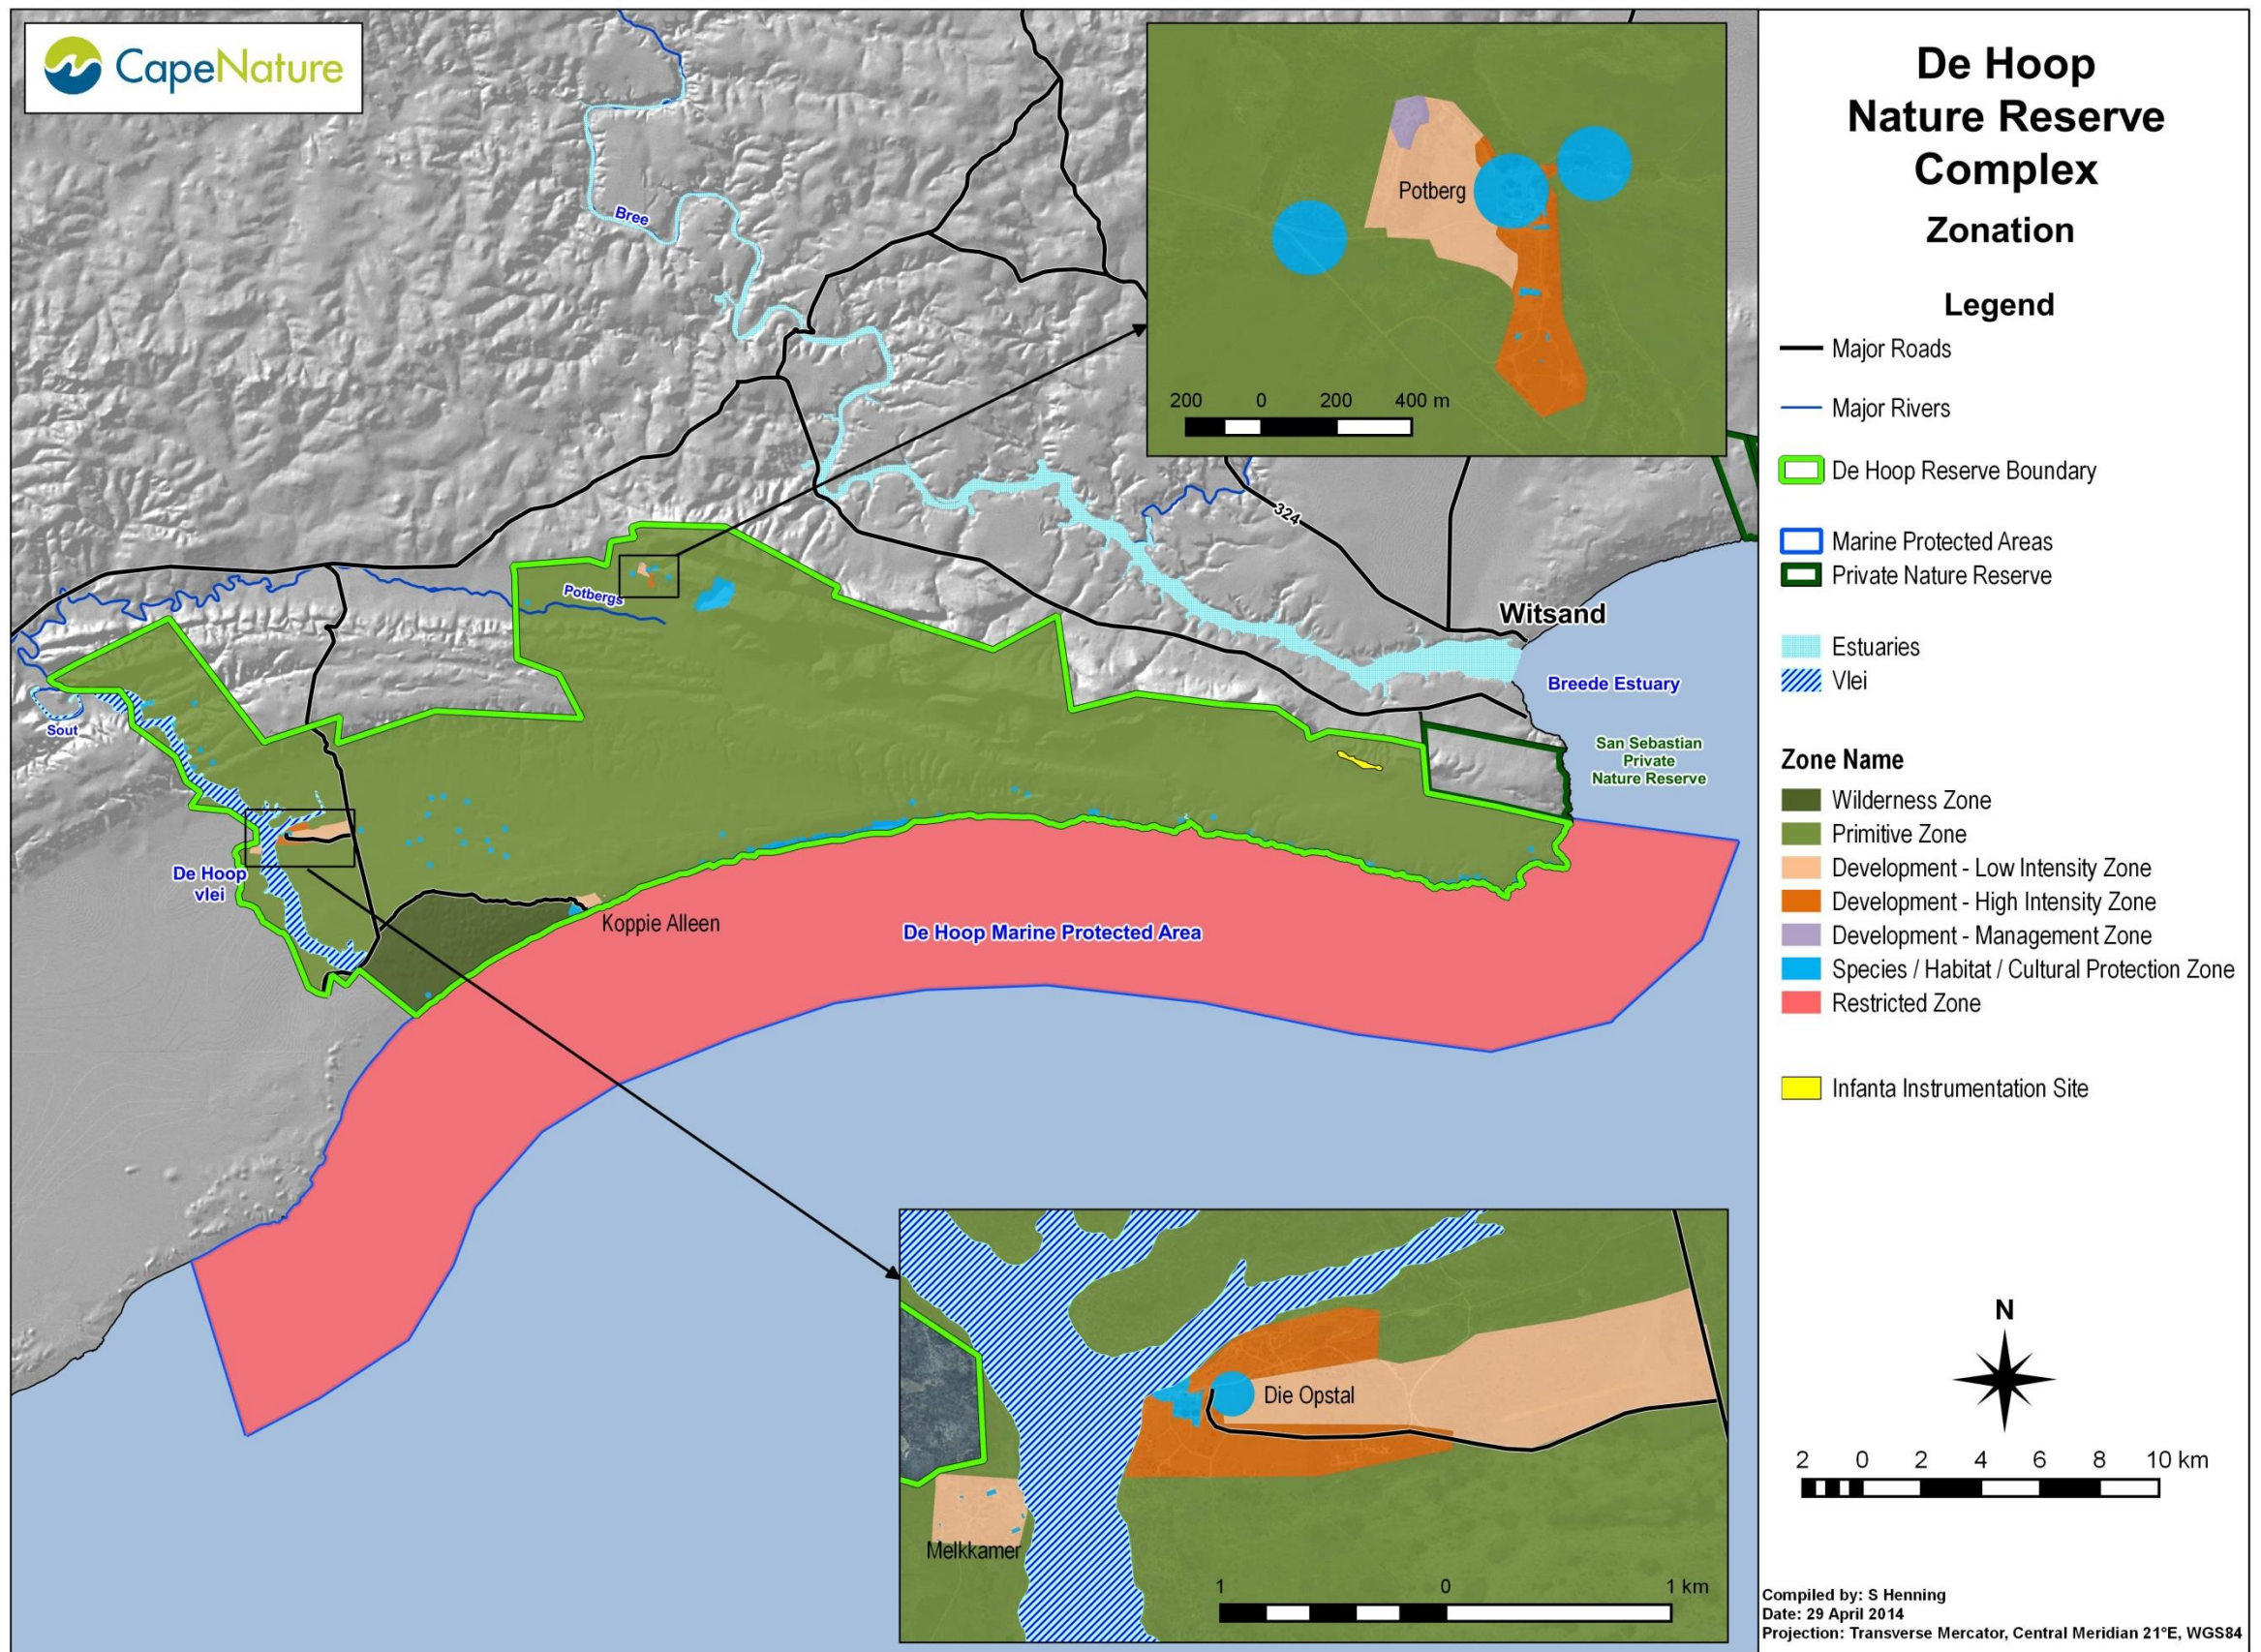 CapeNature
De Hoop
Nature Reserve
Complex
Zonation
Legend
Major Roads
Major Rivers
De Hoop Reserve Boundary
Marine Protected Areas
Private Nature Reserve
Estuaries
Vlei
Zone Name
Wilderness Zone
Primitive Zone
Development - Low Intensity Zone
Development - High Intensity Zone
Development - Management Zone
Species / Habitat / Cultural Protection Zone
Restricted Zone
Infanta Instrumentation Site
N
2 0 2 4 6 8 10 km
Compiled by: S Henning
Date: 29 April 2014
Projection: Transverse Mercator, Central Meridian 21°E, WGS84
Potberg
200 0 200 400 m
Bree
324
Potbergs
Witsand
Breede Estuary
Sout
San Sebastian
Private
Nature Reserve
De Hoop
vlei
Koppie Alleen
De Hoop Marine Protected Area
Die Opstal
Melkkamer
1 0 1 km